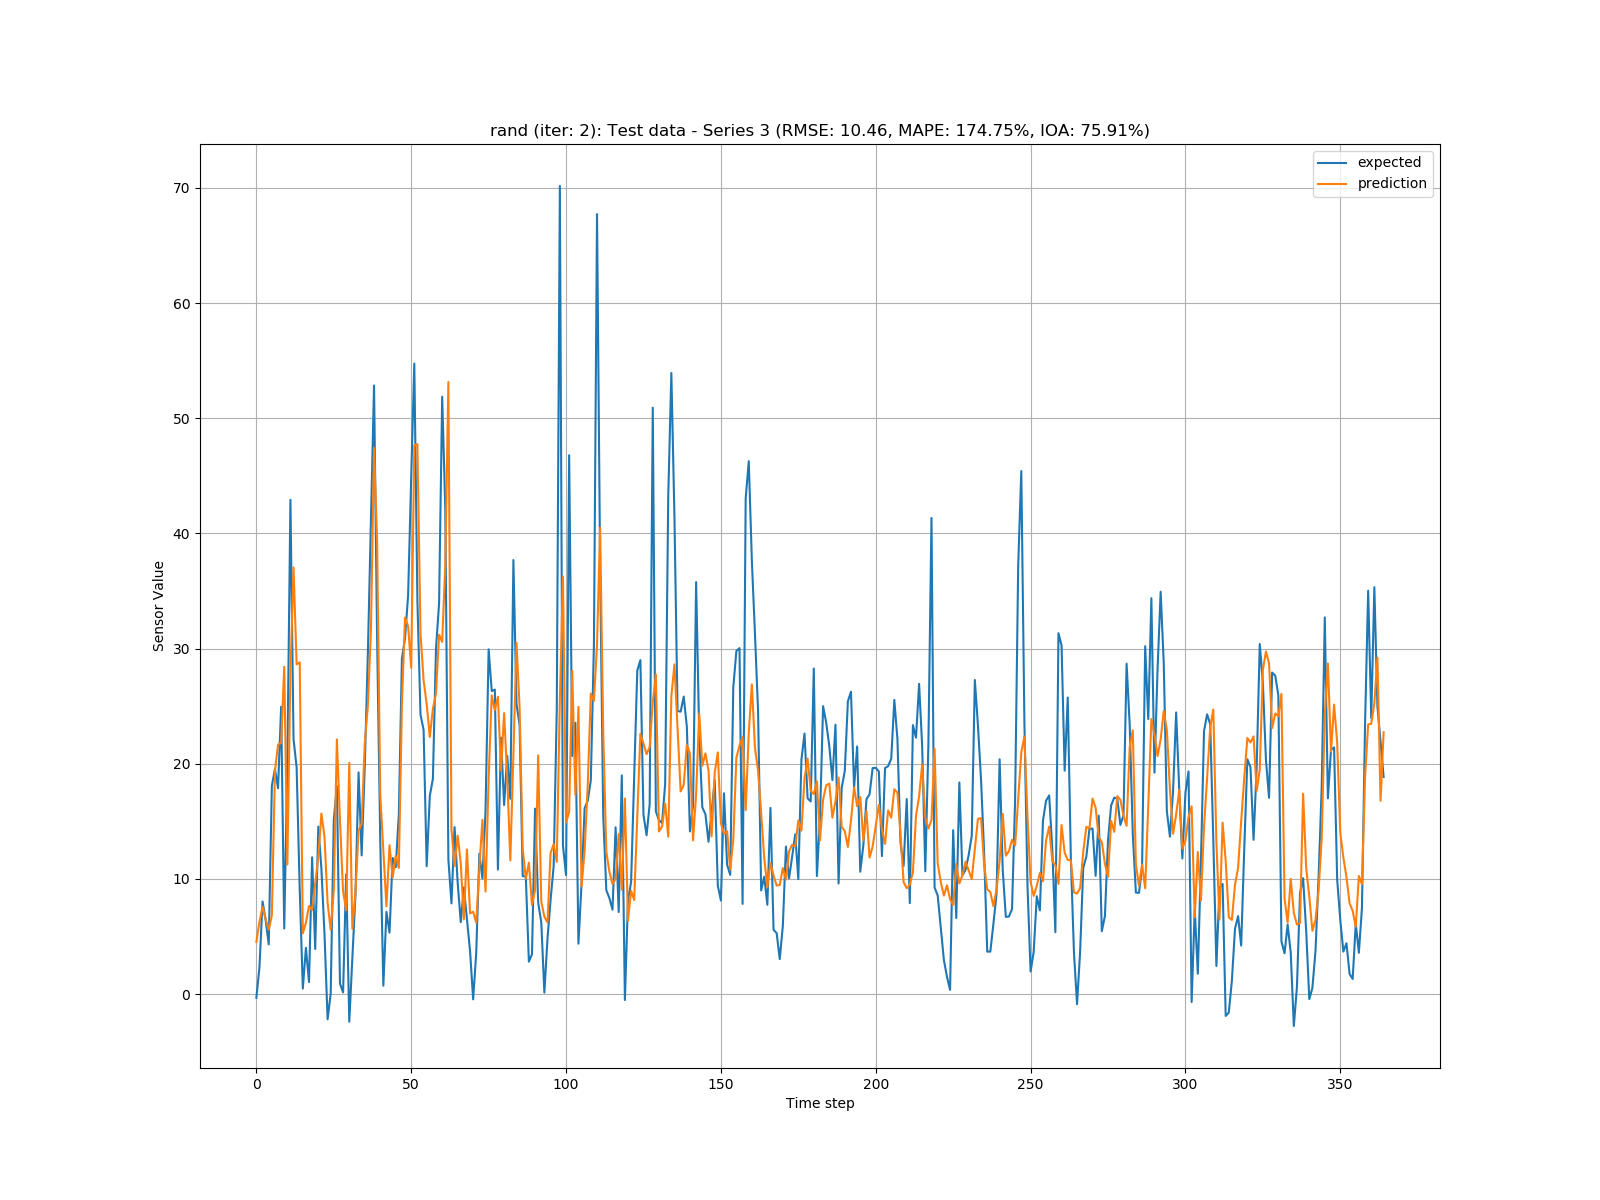 rand (iter: 2): Test data - Series 3 (RMSE: 10.46, MAPE: 174.75%, IOA: 75.91%)
expected
prediction
70
60
50
40
30
20
10
0
Sensor Value
0 50 100 150 200 250 300 350
Time step